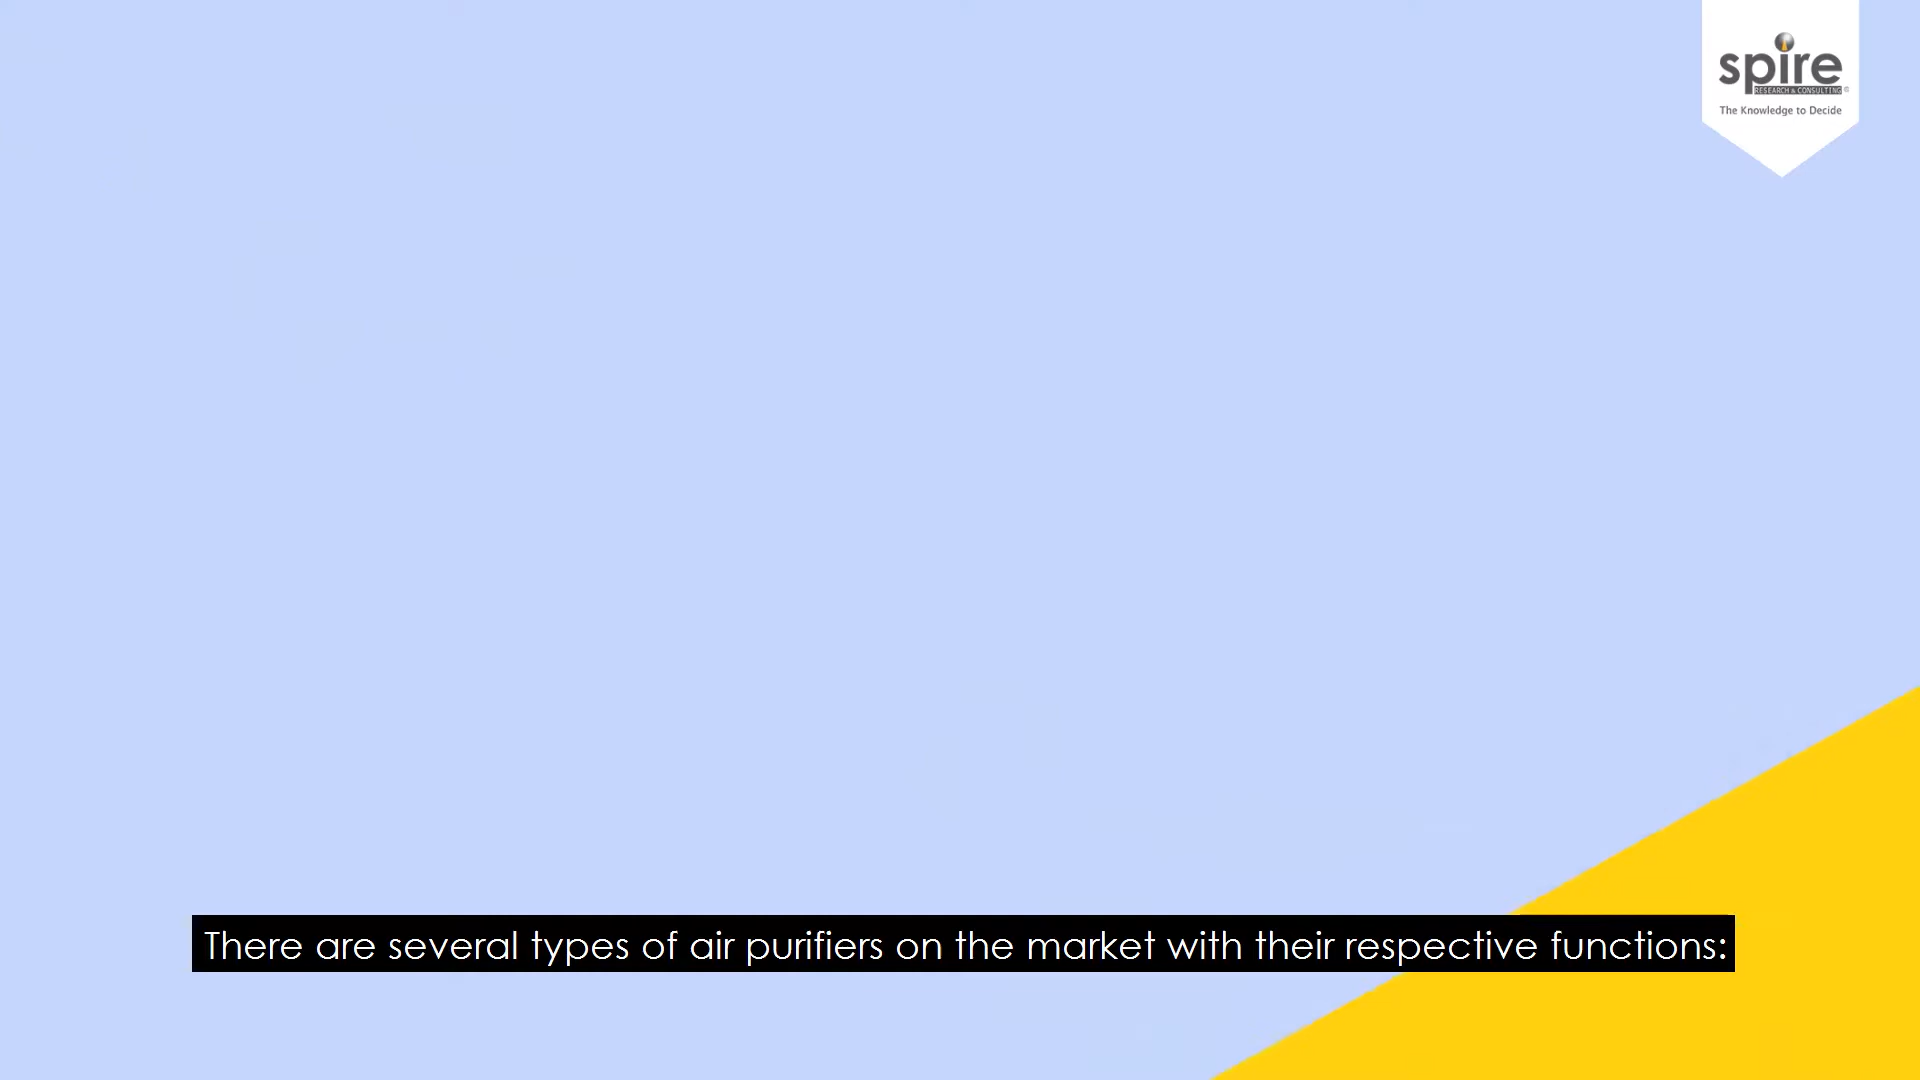 spire
RESEARCH & CONSULTING
The Knowledge to Decide
There are several types of air purifiers on the market with their respective functions: